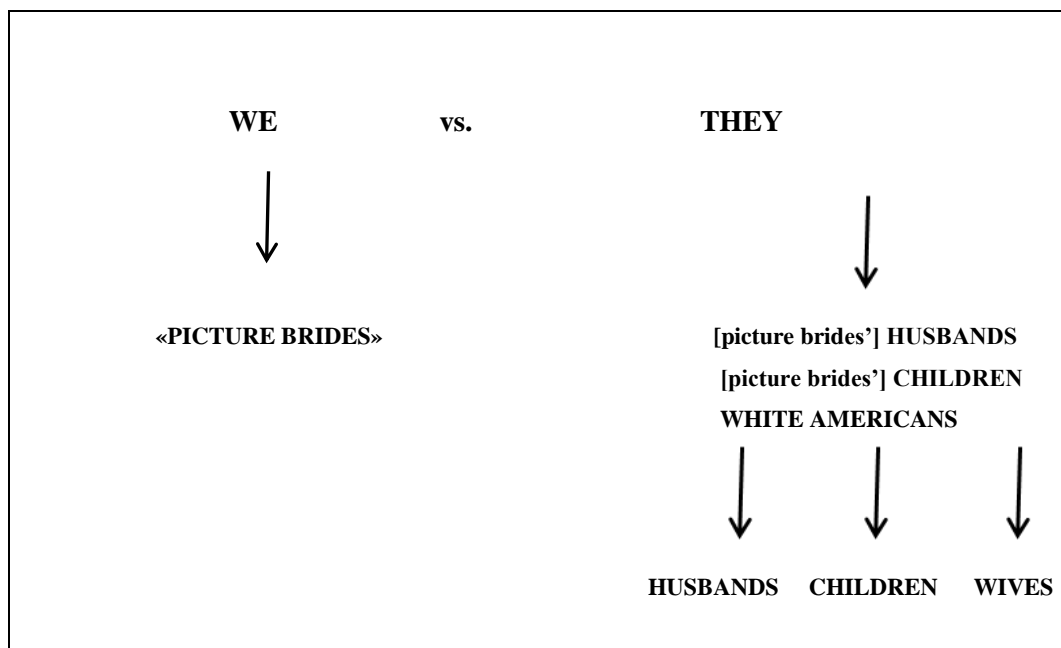 WE vs. THEY
«PICTURE BRIDES»
[picture brides’] HUSBANDS
[picture brides’] CHILDREN
WHITE AMERICANS
HUSBANDS CHILDREN WIVES